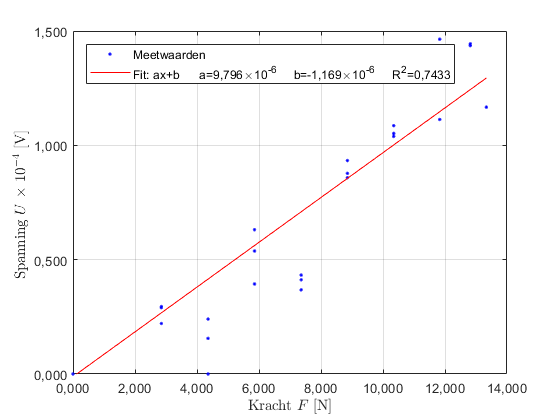 1,500
Meetwaarden
Fit: ax+b a=9,796×10^-6 b=-1,169×10^-6 R^2=0,7433
1,000
0,500
0,000
Spanning U × 10^-4 [V]
0,000 2,000 4,000 6,000 8,000 10,000 12,000 14,000
Kracht F [N]